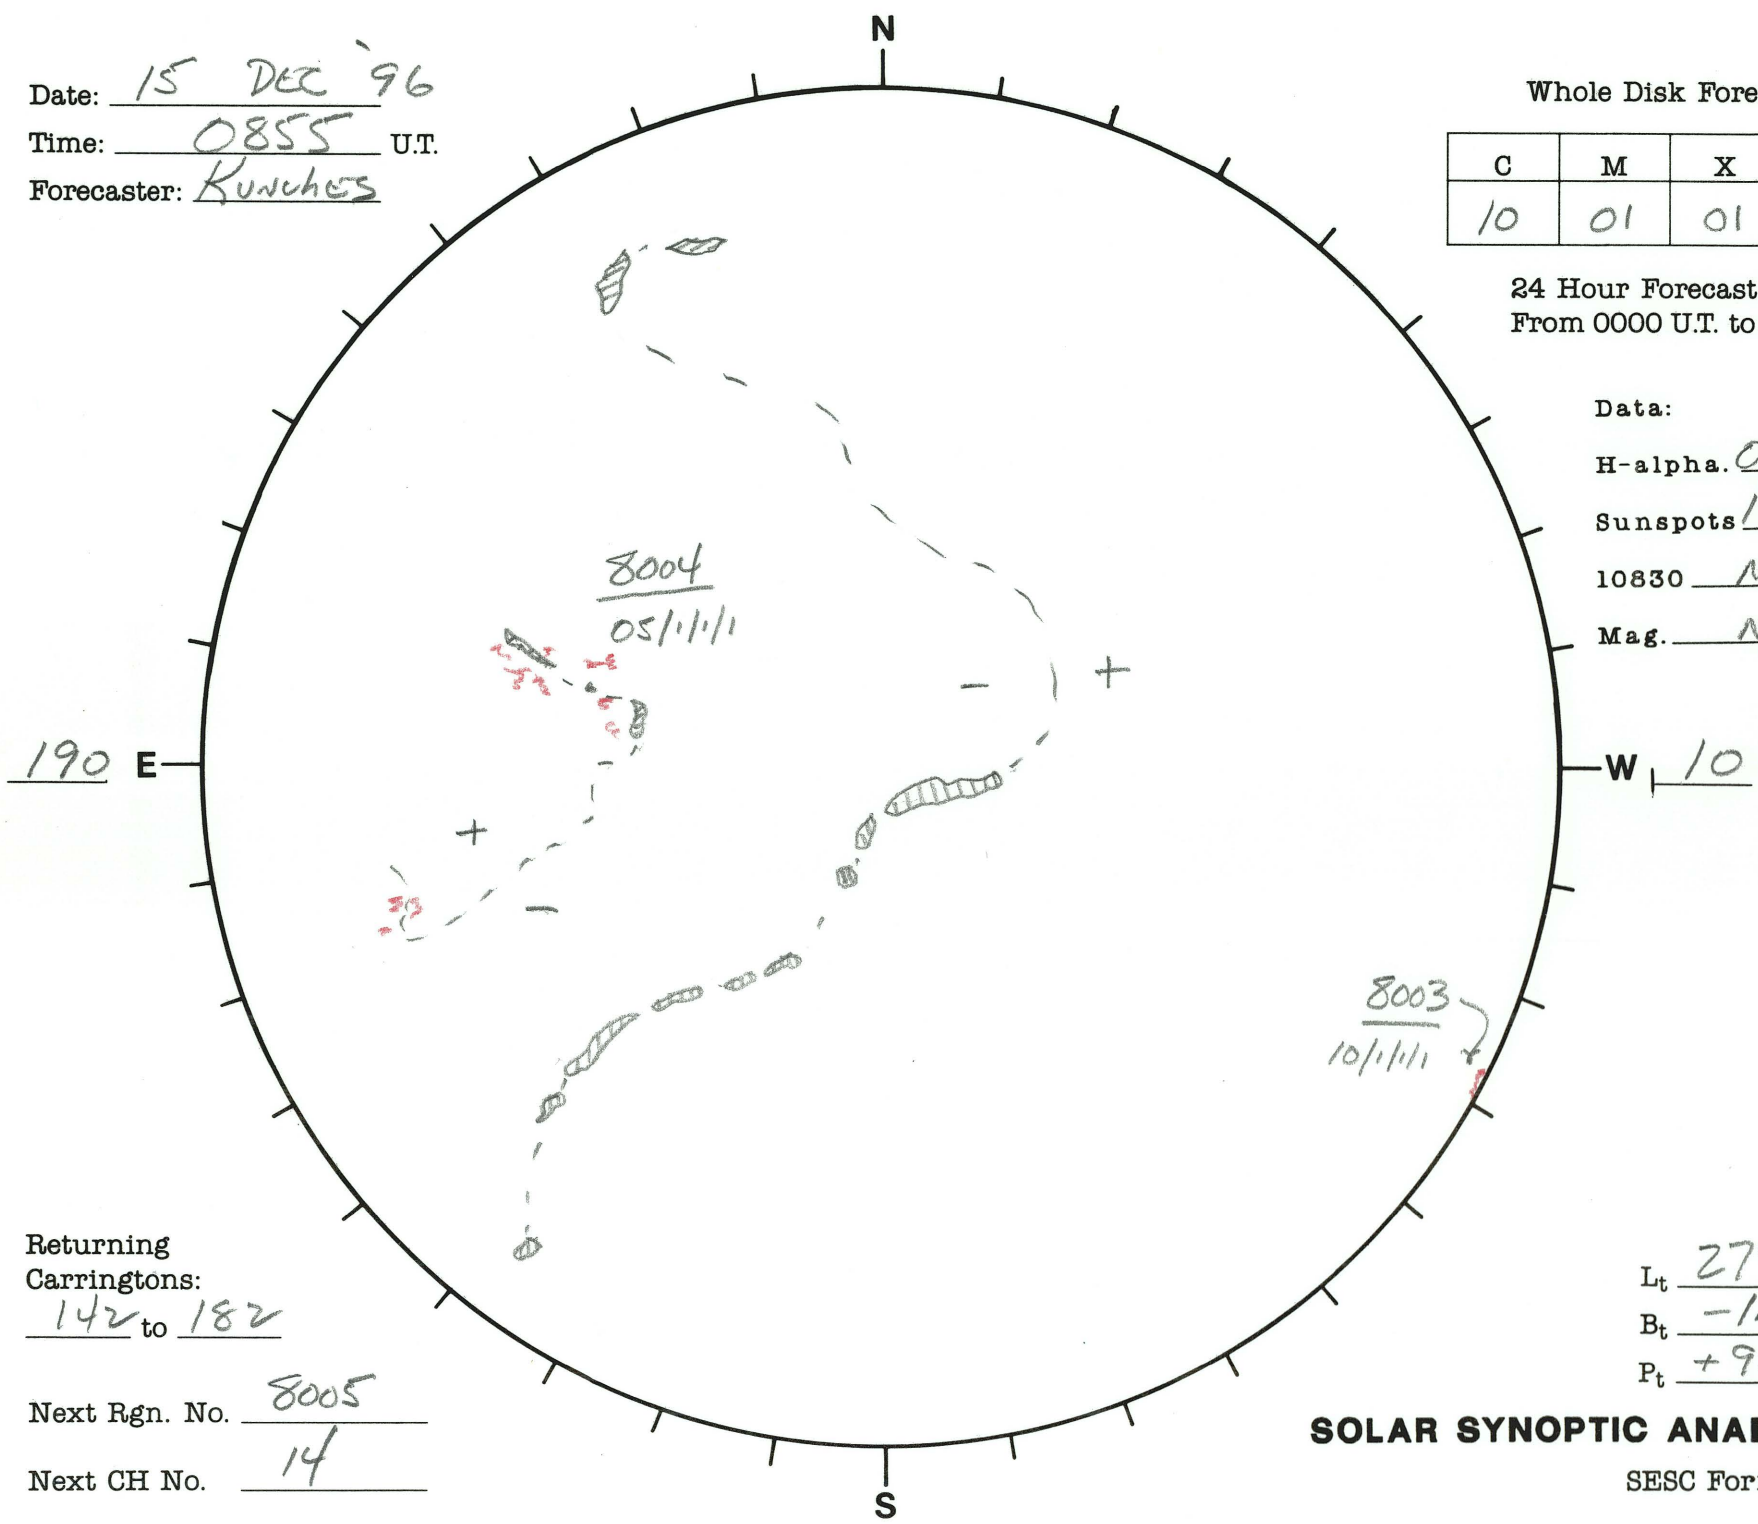 N
Date: 15 DEC '96
Time: 0855 U.T.
Forecaster: Kunches
Whole Disk Fore
C M X
10 01 01
24 Hour Forecast
From 0000 U.T. to
Data:
H-alpha.
Sunspots
10830
Mag.
8004
05/1/1/1
- +
190 E
W 10
+
-
8003
10/1/1/1
Returning
Carringtons:
142 to 182
Lt 27
Bt -1
Pt +9
Next Rgn. No. 8005
Next CH No. 14
SOLAR SYNOPTIC ANA
SESC For
S